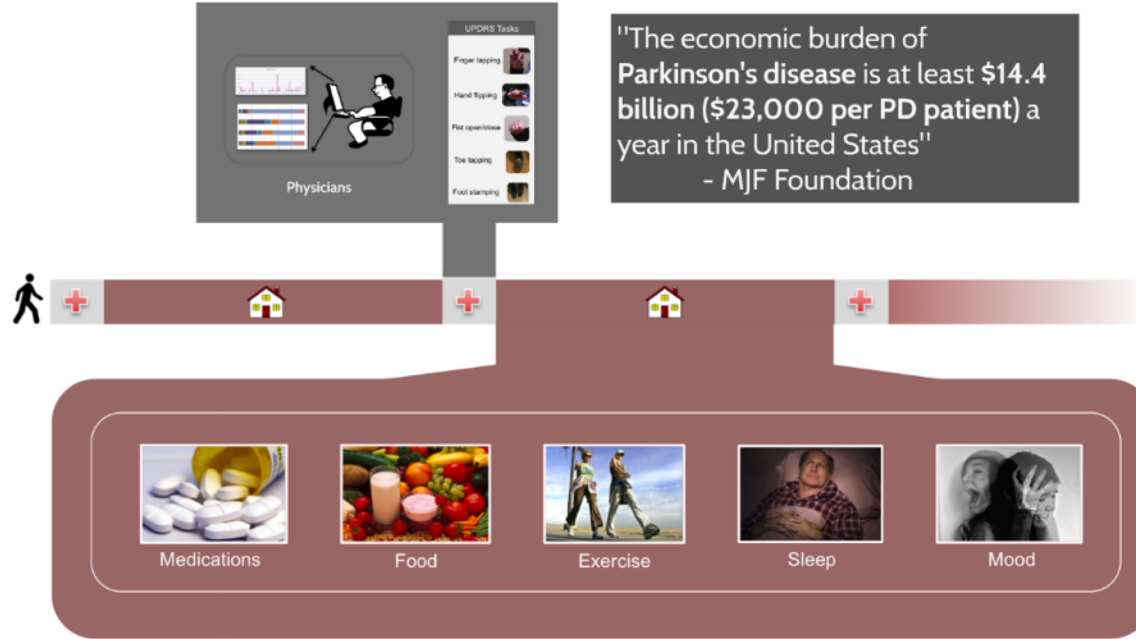 UPDRS Tasks
Finger tapping
Hand flipping
Fist open/close
Toe tapping
Foot stamping
Physicians
"The economic burden of
Parkinson's disease is at least $14.4
billion ($23,000 per PD patient) a
year in the United States"
- MJF Foundation
Medications
Food
Exercise
Sleep
Mood